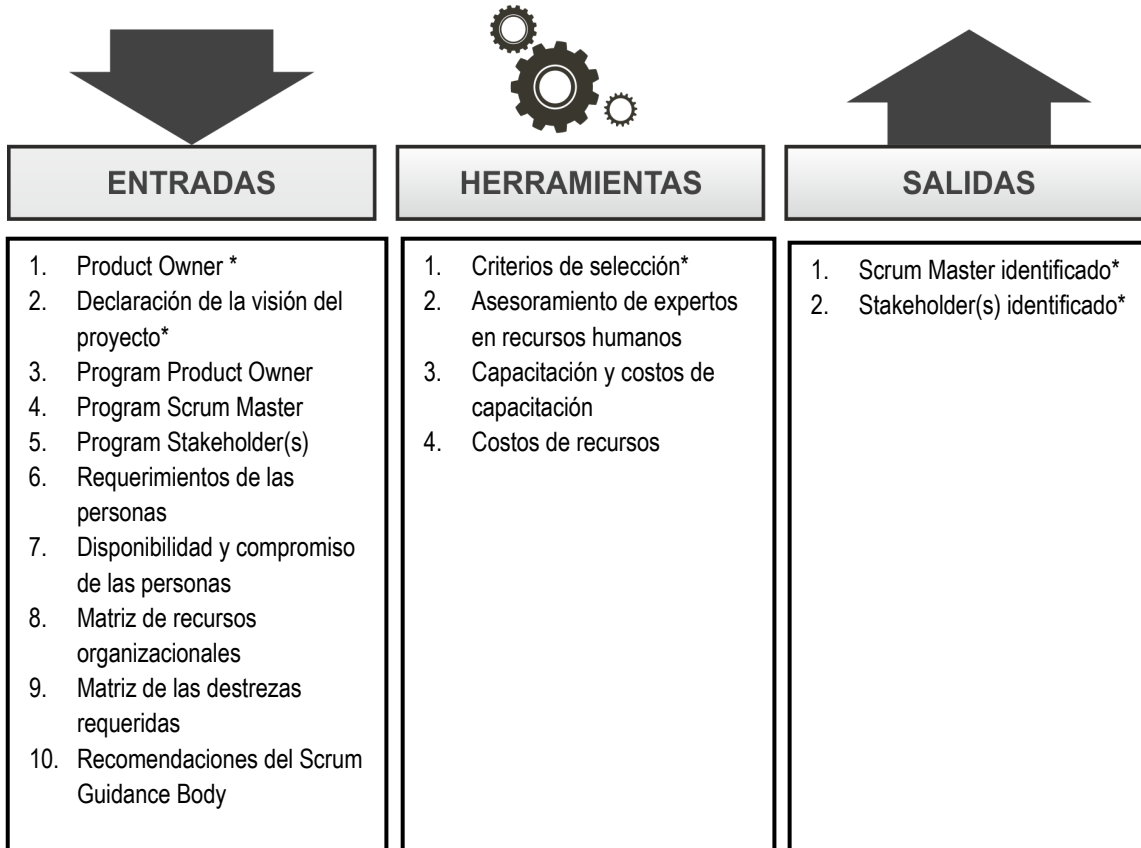 ENTRADAS
1. Product Owner *
2. Declaración de la visión del
proyecto*
3. Program Product Owner
4. Program Scrum Master
5. Program Stakeholder(s)
6. Requerimientos de las
personas
7. Disponibilidad y compromiso
de las personas
8. Matriz de recursos
organizacionales
9. Matriz de las destrezas
requeridas
10. Recomendaciones del Scrum
Guidance Body
HERRAMIENTAS
1. Criterios de selección*
2. Asesoramiento de expertos
en recursos humanos
3. Capacitación y costos de
capacitación
4. Costos de recursos
SALIDAS
1. Scrum Master identificado*
2. Stakeholder(s) identificado*